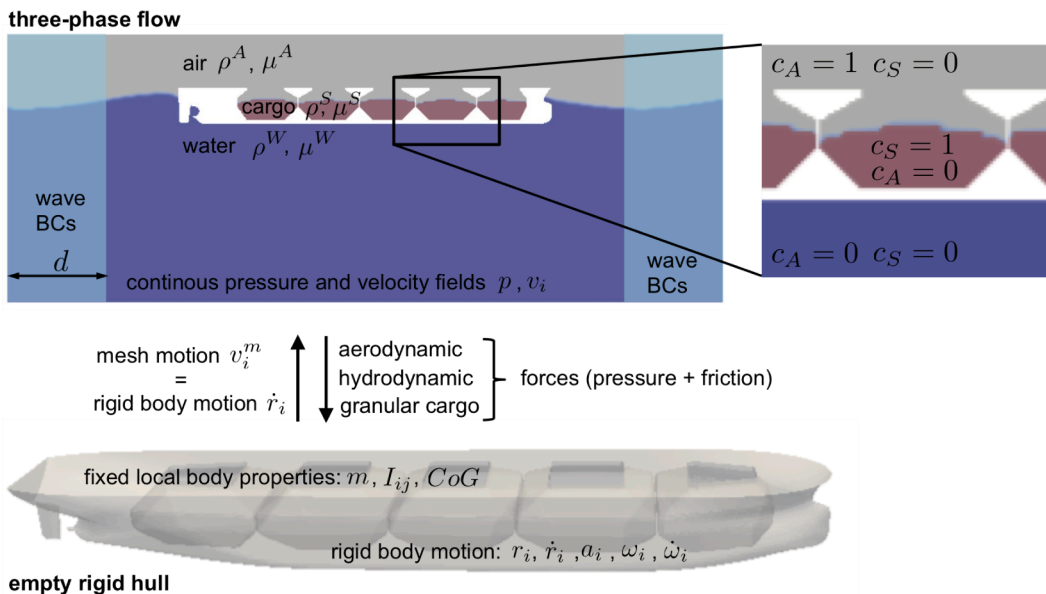 three-phase flow
air ρ^A, μ^A
cargo ρ^S, μ^S
water ρ^W, μ^W
wave
BCs
d
continous pressure and velocity fields p , v_i
wave
BCs
c_A = 1 c_S = 0
c_S = 1
c_A = 0
c_A = 0 c_S = 0
mesh motion v_i^m
=
rigid body motion ṙ_i
aerodynamic
hydrodynamic
granular cargo
forces (pressure + friction)
fixed local body properties: m, I_{ij}, CoG
rigid body motion: r_i, ṙ_i ,a_i , ω_i , ω̇_i
empty rigid hull